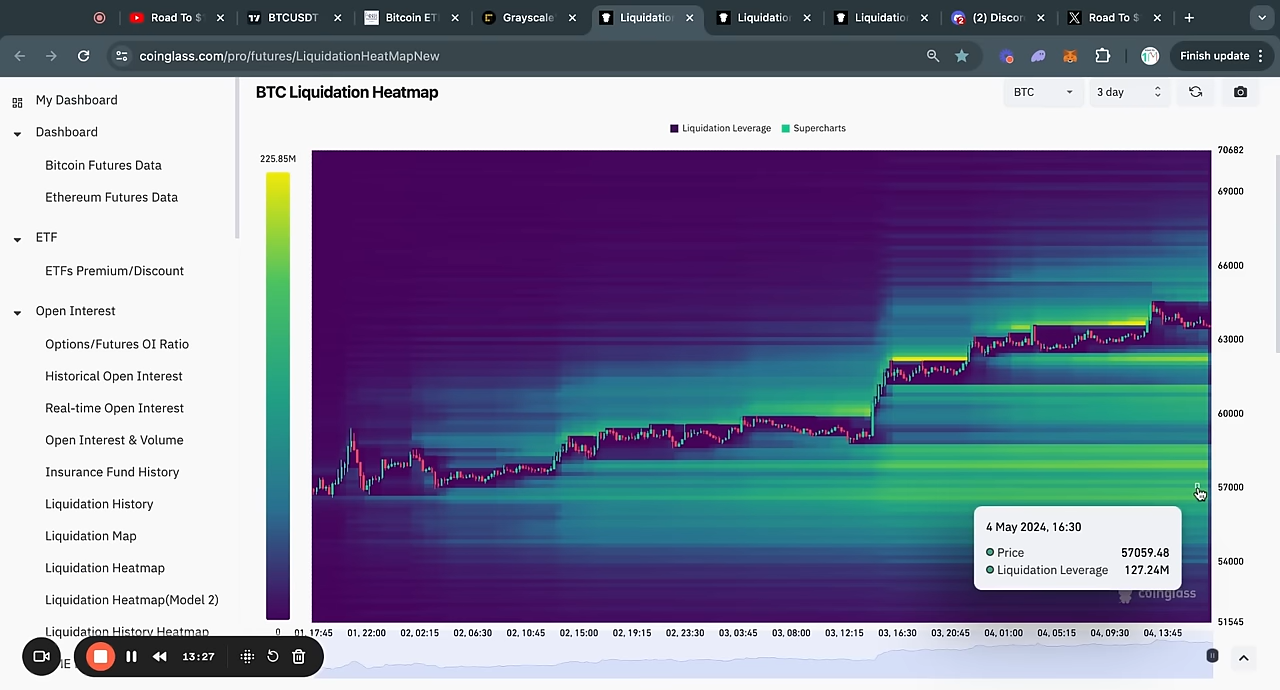 Road To $
BTCUSDT
Bitcoin ET
Grayscale
Liquidatio
Liquidatio
Liquidatio
(2) Discor
Road To $
coinglass.com/pro/futures/LiquidationHeatMapNew
Finish update
My Dashboard
Dashboard
Bitcoin Futures Data
Ethereum Futures Data
ETF
ETFs Premium/Discount
Open Interest
Options/Futures OI Ratio
Historical Open Interest
Real-time Open Interest
Open Interest & Volume
Insurance Fund History
Liquidation History
Liquidation Map
Liquidation Heatmap
Liquidation Heatmap(Model 2)
Liquidation History Heatmap
13:27
BTC Liquidation Heatmap
BTC
3 day
Liquidation Leverage
Supercharts
225.85M
0
70682
69000
66000
63000
60000
57000
54000
51545
4 May 2024, 16:30
Price 57059.48
Liquidation Leverage 127.24M
coinglass
01, 17:45 01, 22:00 02, 02:15 02, 06:30 02, 10:45 02, 15:00 02, 19:15 02, 23:30 03, 03:45 03, 08:00 03, 12:15 03, 16:30 03, 20:45 04, 01:00 04, 05:15 04, 09:30 04, 13:45